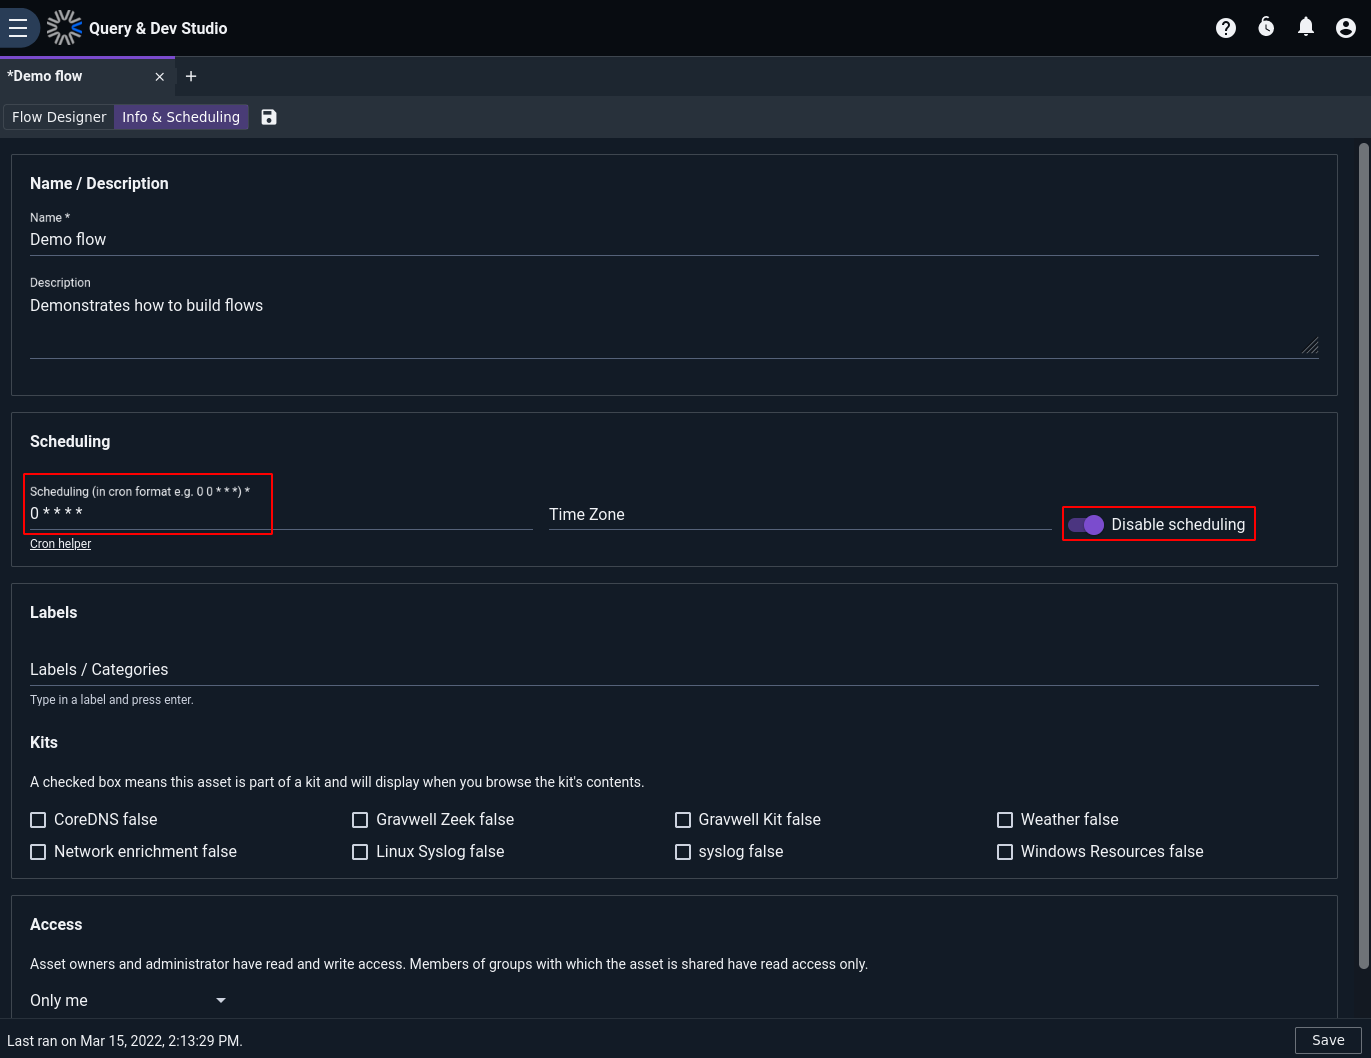 Query & Dev Studio
*Demo flow × +
Flow Designer Info & Scheduling
Name / Description
Name *
Demo flow
Description
Demonstrates how to build flows
Scheduling
Scheduling (in cron format e.g. 0 0 * * *) *
0 * * * *
Time Zone
Disable scheduling
Cron helper
Labels
Labels / Categories
Type in a label and press enter.
Kits
A checked box means this asset is part of a kit and will display when you browse the kit's contents.
CoreDNS false Gravwell Zeek false Gravwell Kit false Weather false
Network enrichment false Linux Syslog false syslog false Windows Resources false
Access
Asset owners and administrator have read and write access. Members of groups with which the asset is shared have read access only.
Only me
Last ran on Mar 15, 2022, 2:13:29 PM. Save